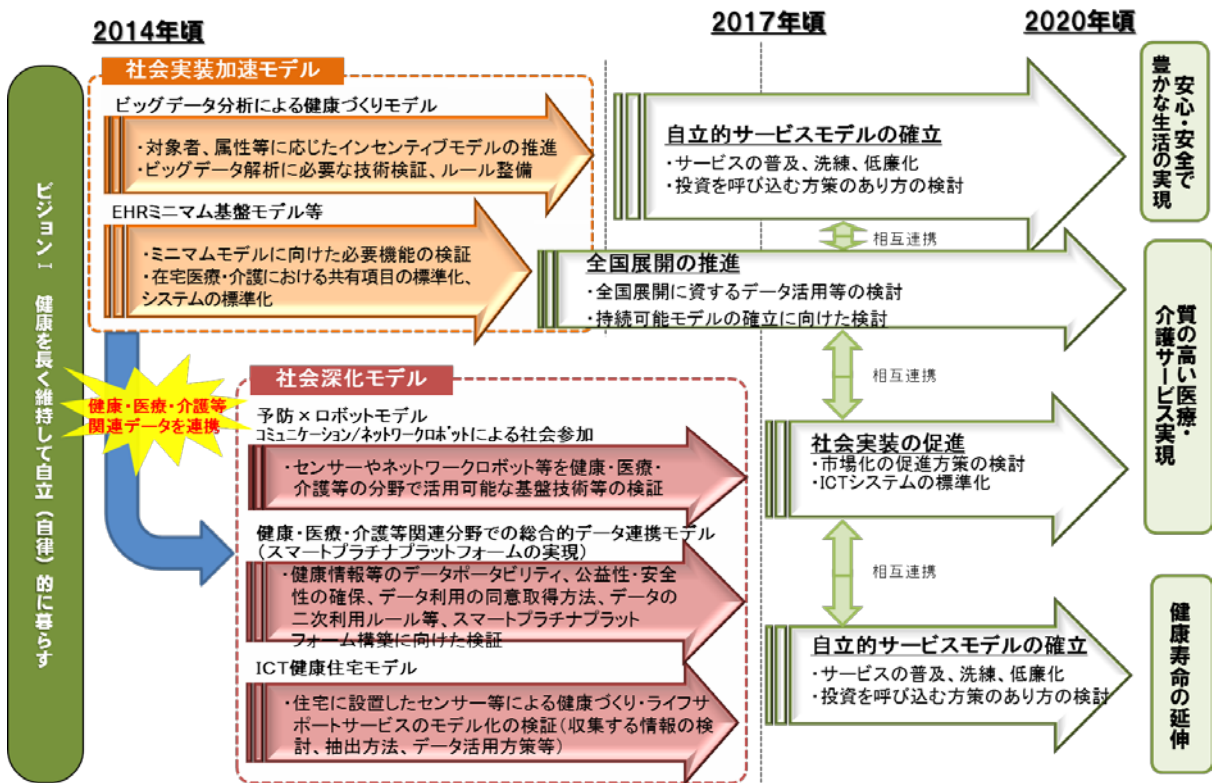 2014年頃
2017年頃
2020年頃
ビジョンⅠ 健康を長く維持して自立（自律）的に暮らす
社会実装加速モデル
ビッグデータ分析による健康づくりモデル
・対象者、属性等に応じたインセンティブモデルの推進
・ビッグデータ解析に必要な技術検証、ルール整備
EHRミニマム基盤モデル等
・ミニマムモデルに向けた必要機能の検証
・在宅医療・介護における共有項目の標準化、
システムの標準化
自立的サービスモデルの確立
・サービスの普及、洗練、低廉化
・投資を呼び込む方策のあり方の検討
相互連携
全国展開の推進
・全国展開に資するデータ活用等の検討
・持続可能モデルの確立に向けた検討
相互連携
健康・医療・介護等
関連データを連携
社会深化モデル
予防×ロボットモデル
コミュニケーション/ネットワークロボットによる社会参加
・センサーやネットワークロボット等を健康・医療・
介護等の分野で活用可能な基盤技術等の検証
健康・医療・介護等関連分野での総合的データ連携モデル
（スマートプラチナプラットフォームの実現）
・健康情報等のデータポータビリティ、公益性・安全
性の確保、データ利用の同意取得方法、データの
二次利用ルール等、スマートプラチナプラット
フォーム構築に向けた検証
ICT健康住宅モデル
・住宅に設置したセンサー等による健康づくり・ライフサ
ポートサービスのモデル化の検証（収集する情報の検
討、抽出方法、データ活用方策等）
社会実装の促進
・市場化の促進方策の検討
・ICTシステムの標準化
相互連携
自立的サービスモデルの確立
・サービスの普及、洗練、低廉化
・投資を呼び込む方策のあり方の検討
安心・安全で
豊かな生活の実現
質の高い医療・
介護サービス実現
健康寿命の延伸